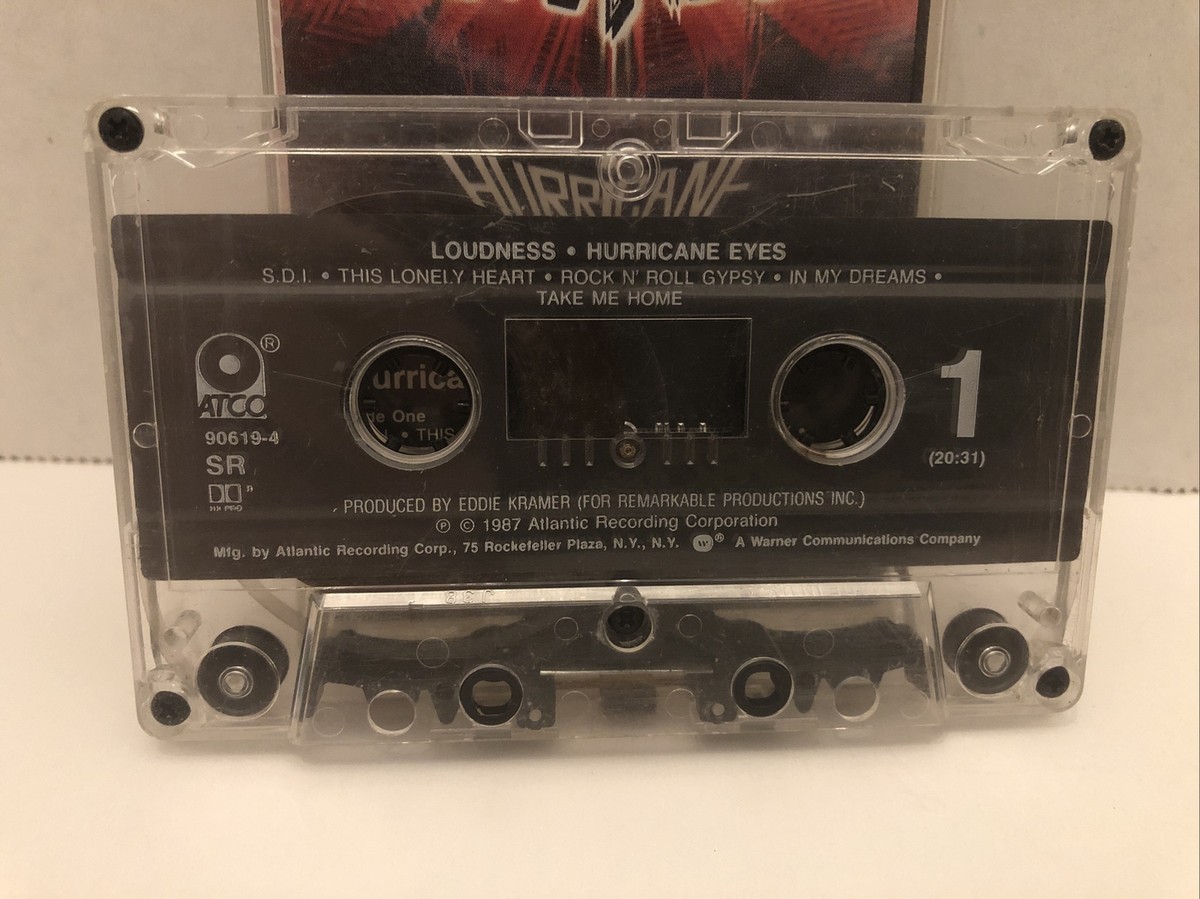 HURRICANE
LOUDNESS • HURRICANE EYES
S.D.I. • THIS LONELY HEART • ROCK N' ROLL GYPSY • IN MY DREAMS •
TAKE ME HOME
ATCO ®
90619-4
SR
1
(20:31)
urrica
One
• THIS
PRODUCED BY EDDIE KRAMER (FOR REMARKABLE PRODUCTIONS INC.)
℗ © 1987 Atlantic Recording Corporation
Mfg. by Atlantic Recording Corp., 75 Rockefeller Plaza, N.Y., N.Y. ® A Warner Communications Company